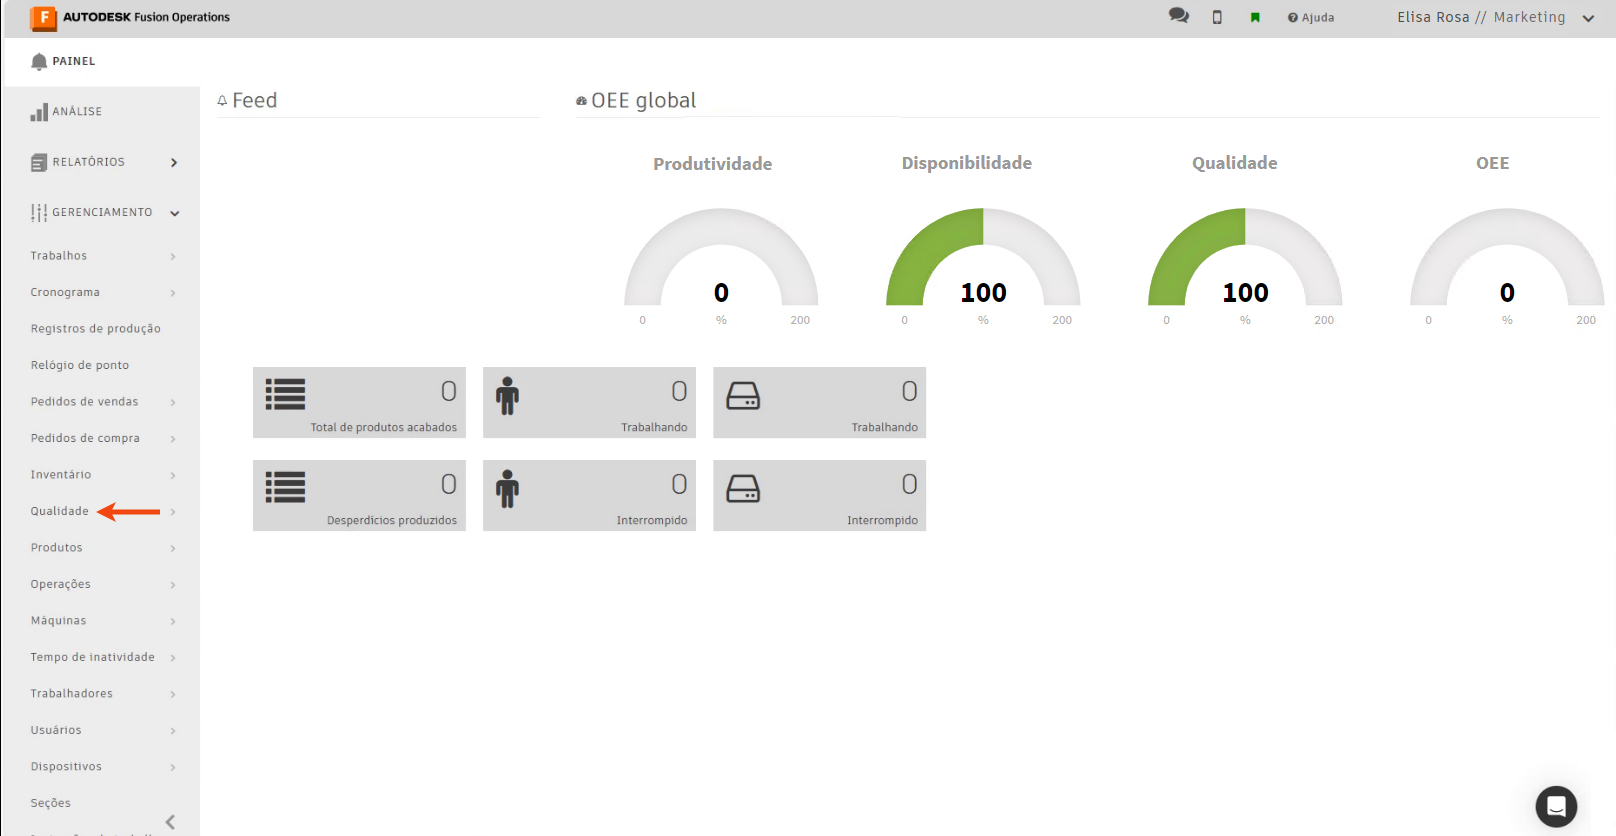 F AUTODESK Fusion Operations
Ajuda
Elisa Rosa // Marketing
PAINEL
ANÁLISE
RELATÓRIOS
GERENCIAMENTO
Trabalhos
Cronograma
Registros de produção
Relógio de ponto
Pedidos de vendas
Pedidos de compra
Inventário
Qualidade
Produtos
Operações
Máquinas
Tempo de inatividade
Trabalhadores
Usuários
Dispositivos
Seções
Feed
OEE global
Produtividade
0
0 % 200
Disponibilidade
100
0 % 200
Qualidade
100
0 % 200
OEE
0
0 % 200
0
Total de produtos acabados
0
Trabalhando
0
Trabalhando
0
Desperdícios produzidos
0
Interrompido
0
Interrompido